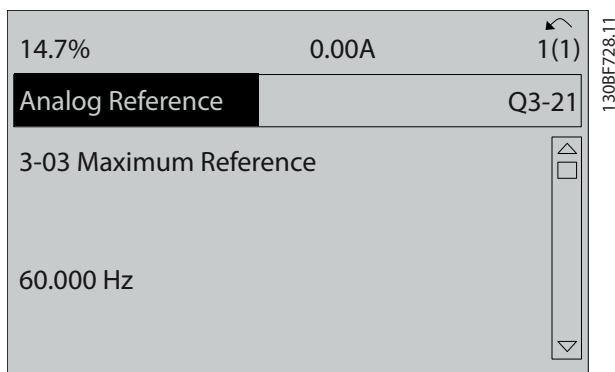 14.7% 0.00A 1(1)
Analog Reference Q3-21
3-03 Maximum Reference
60.000 Hz
130BF728.11